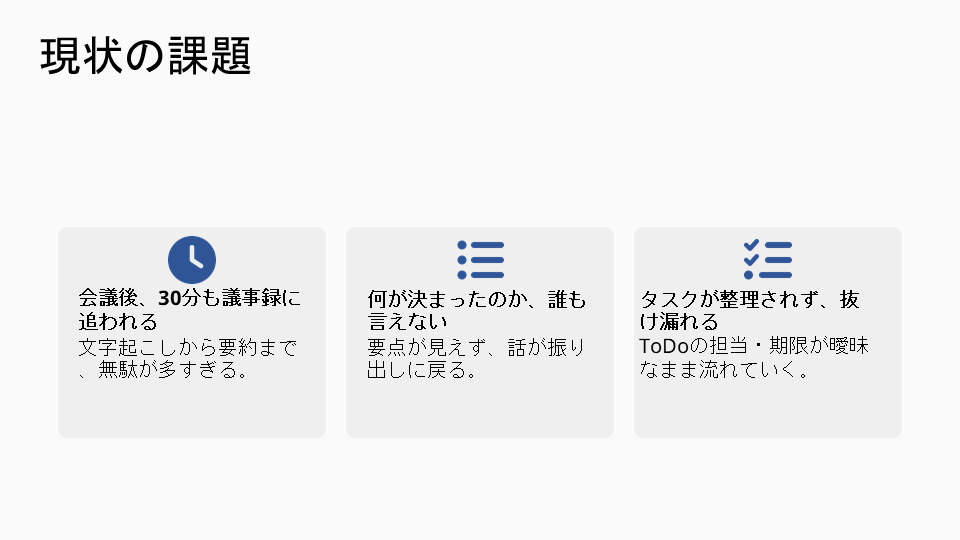 現状の課題
会議後、30分も議事録に
追われる
文字起こしから要約まで
、無駄が多すぎる。
何が決まったのか、誰も
言えない
要点が見えず、話が振り
出しに戻る。
タスクが整理されず、抜
け漏れる
ToDoの担当・期限が曖昧
なまま流れていく。